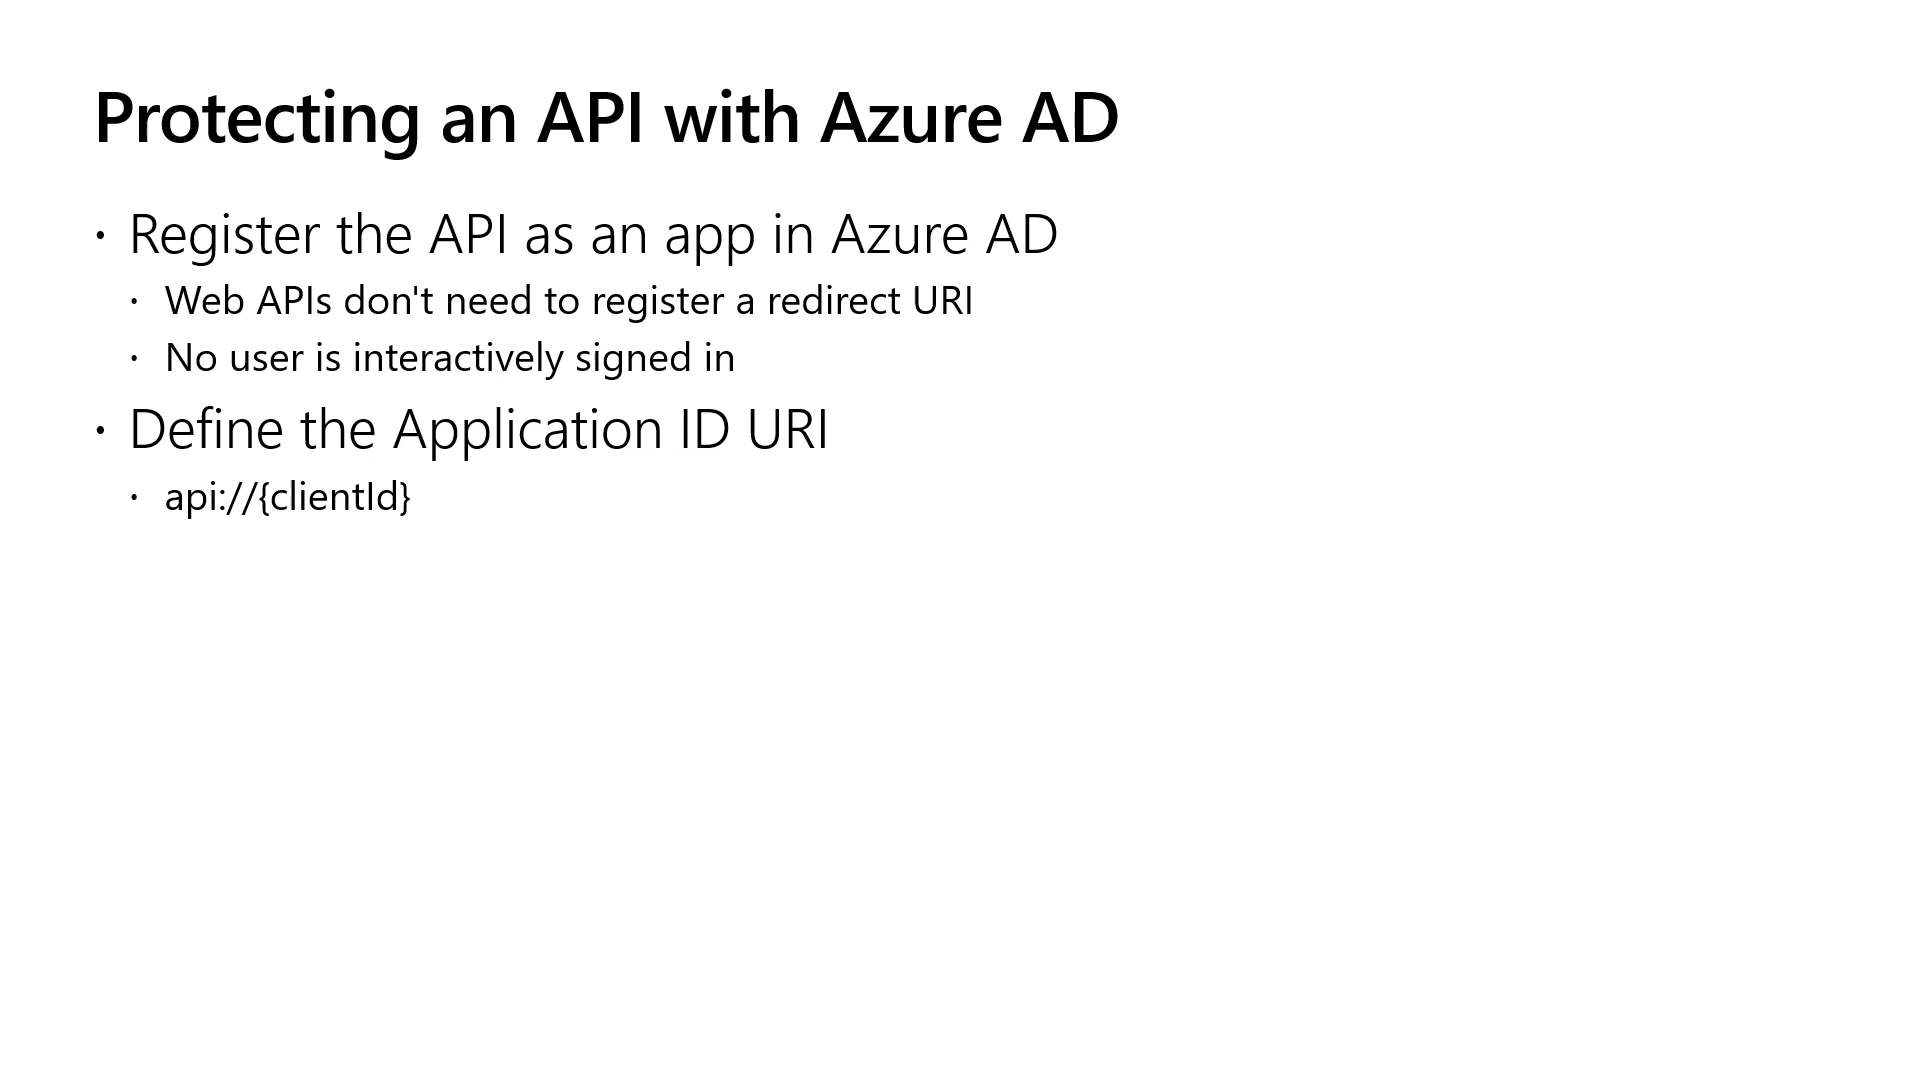 Protecting an API with Azure AD
• Register the API as an app in Azure AD
• Web APIs don't need to register a redirect URI
• No user is interactively signed in
• Define the Application ID URI
• api://{clientId}